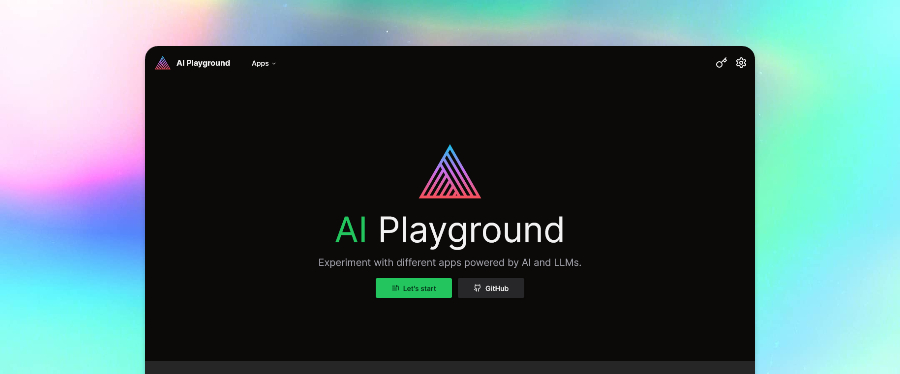 AI Playground
Apps
AI Playground
Experiment with different apps powered by AI and LLMs.
Let's start
GitHub